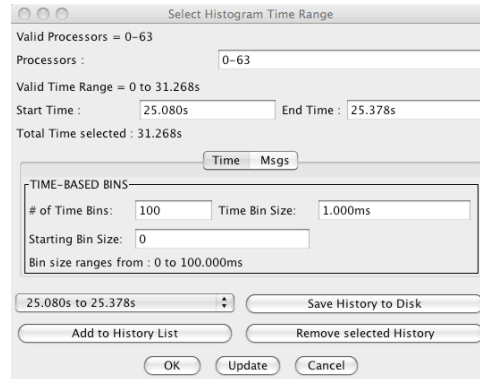 Select Histogram Time Range
Valid Processors = 0-63
Processors : 0-63
Valid Time Range = 0 to 31.268s
Start Time : 25.080s End Time : 25.378s
Total Time selected : 31.268s
Time Msgs
TIME-BASED BINS
# of Time Bins: 100 Time Bin Size: 1.000ms
Starting Bin Size: 0
Bin size ranges from : 0 to 100.000ms
25.080s to 25.378s Save History to Disk
Add to History List Remove selected History
OK Update Cancel